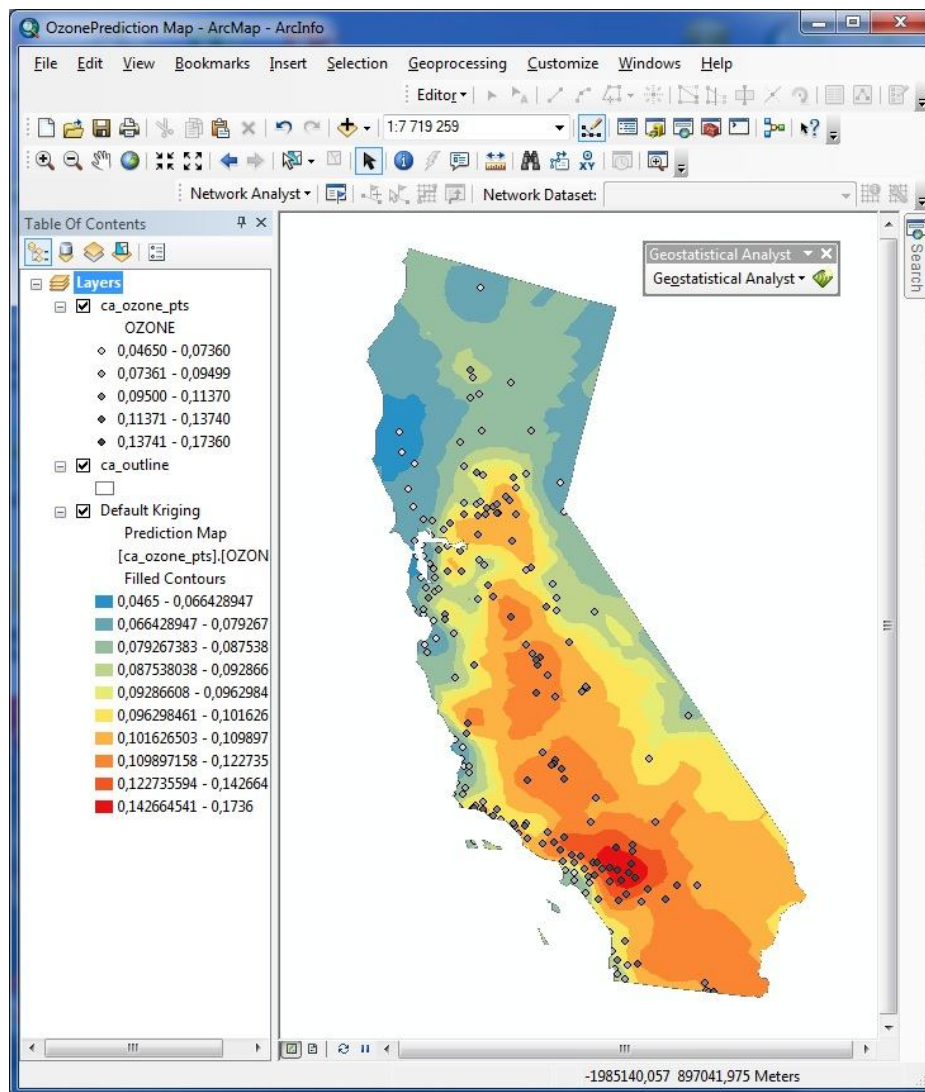 OzonePrediction Map - ArcMap - ArcInfo
File Edit View Bookmarks Insert Selection Geoprocessing Customize Windows Help
Editor
1:7 719 259
Network Analyst Network Dataset:
Table Of Contents
Search
Layers
ca_ozone_pts
OZONE
0,04650 - 0,07360
0,07361 - 0,09499
0,09500 - 0,11370
0,11371 - 0,13740
0,13741 - 0,17360
ca_outline
Default Kriging
Prediction Map
[ca_ozone_pts].[OZON
Filled Contours
0,0465 - 0,066428947
0,066428947 - 0,079267
0,079267383 - 0,087538
0,087538038 - 0,092866
0,09286608 - 0,0962984
0,096298461 - 0,101626
0,101626503 - 0,109897
0,109897158 - 0,122735
0,122735594 - 0,142664
0,142664541 - 0,1736
Geostatistical Analyst
Geostatistical Analyst
-1985140,057 897041,975 Meters